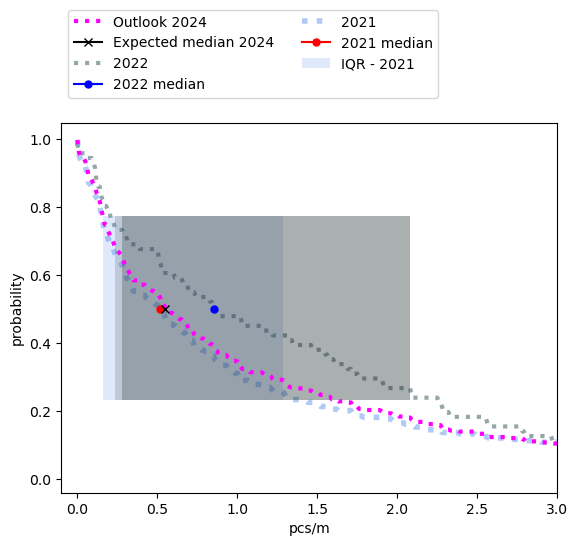 Outlook 2024
Expected median 2024
2022
2022 median
2021
2021 median
IQR - 2021
1.0
0.8
0.6
0.4
0.2
0.0
probability
0.0 0.5 1.0 1.5 2.0 2.5 3.0
pcs/m